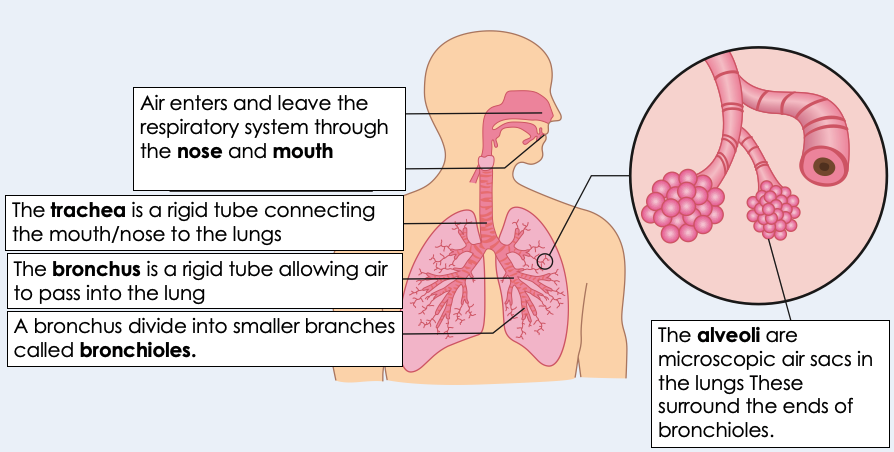 Air enters and leave the
respiratory system through
the nose and mouth
The trachea is a rigid tube connecting
the mouth/nose to the lungs
The bronchus is a rigid tube allowing air
to pass into the lung
A bronchus divide into smaller branches
called bronchioles.
The alveoli are
microscopic air sacs in
the lungs These
surround the ends of
bronchioles.